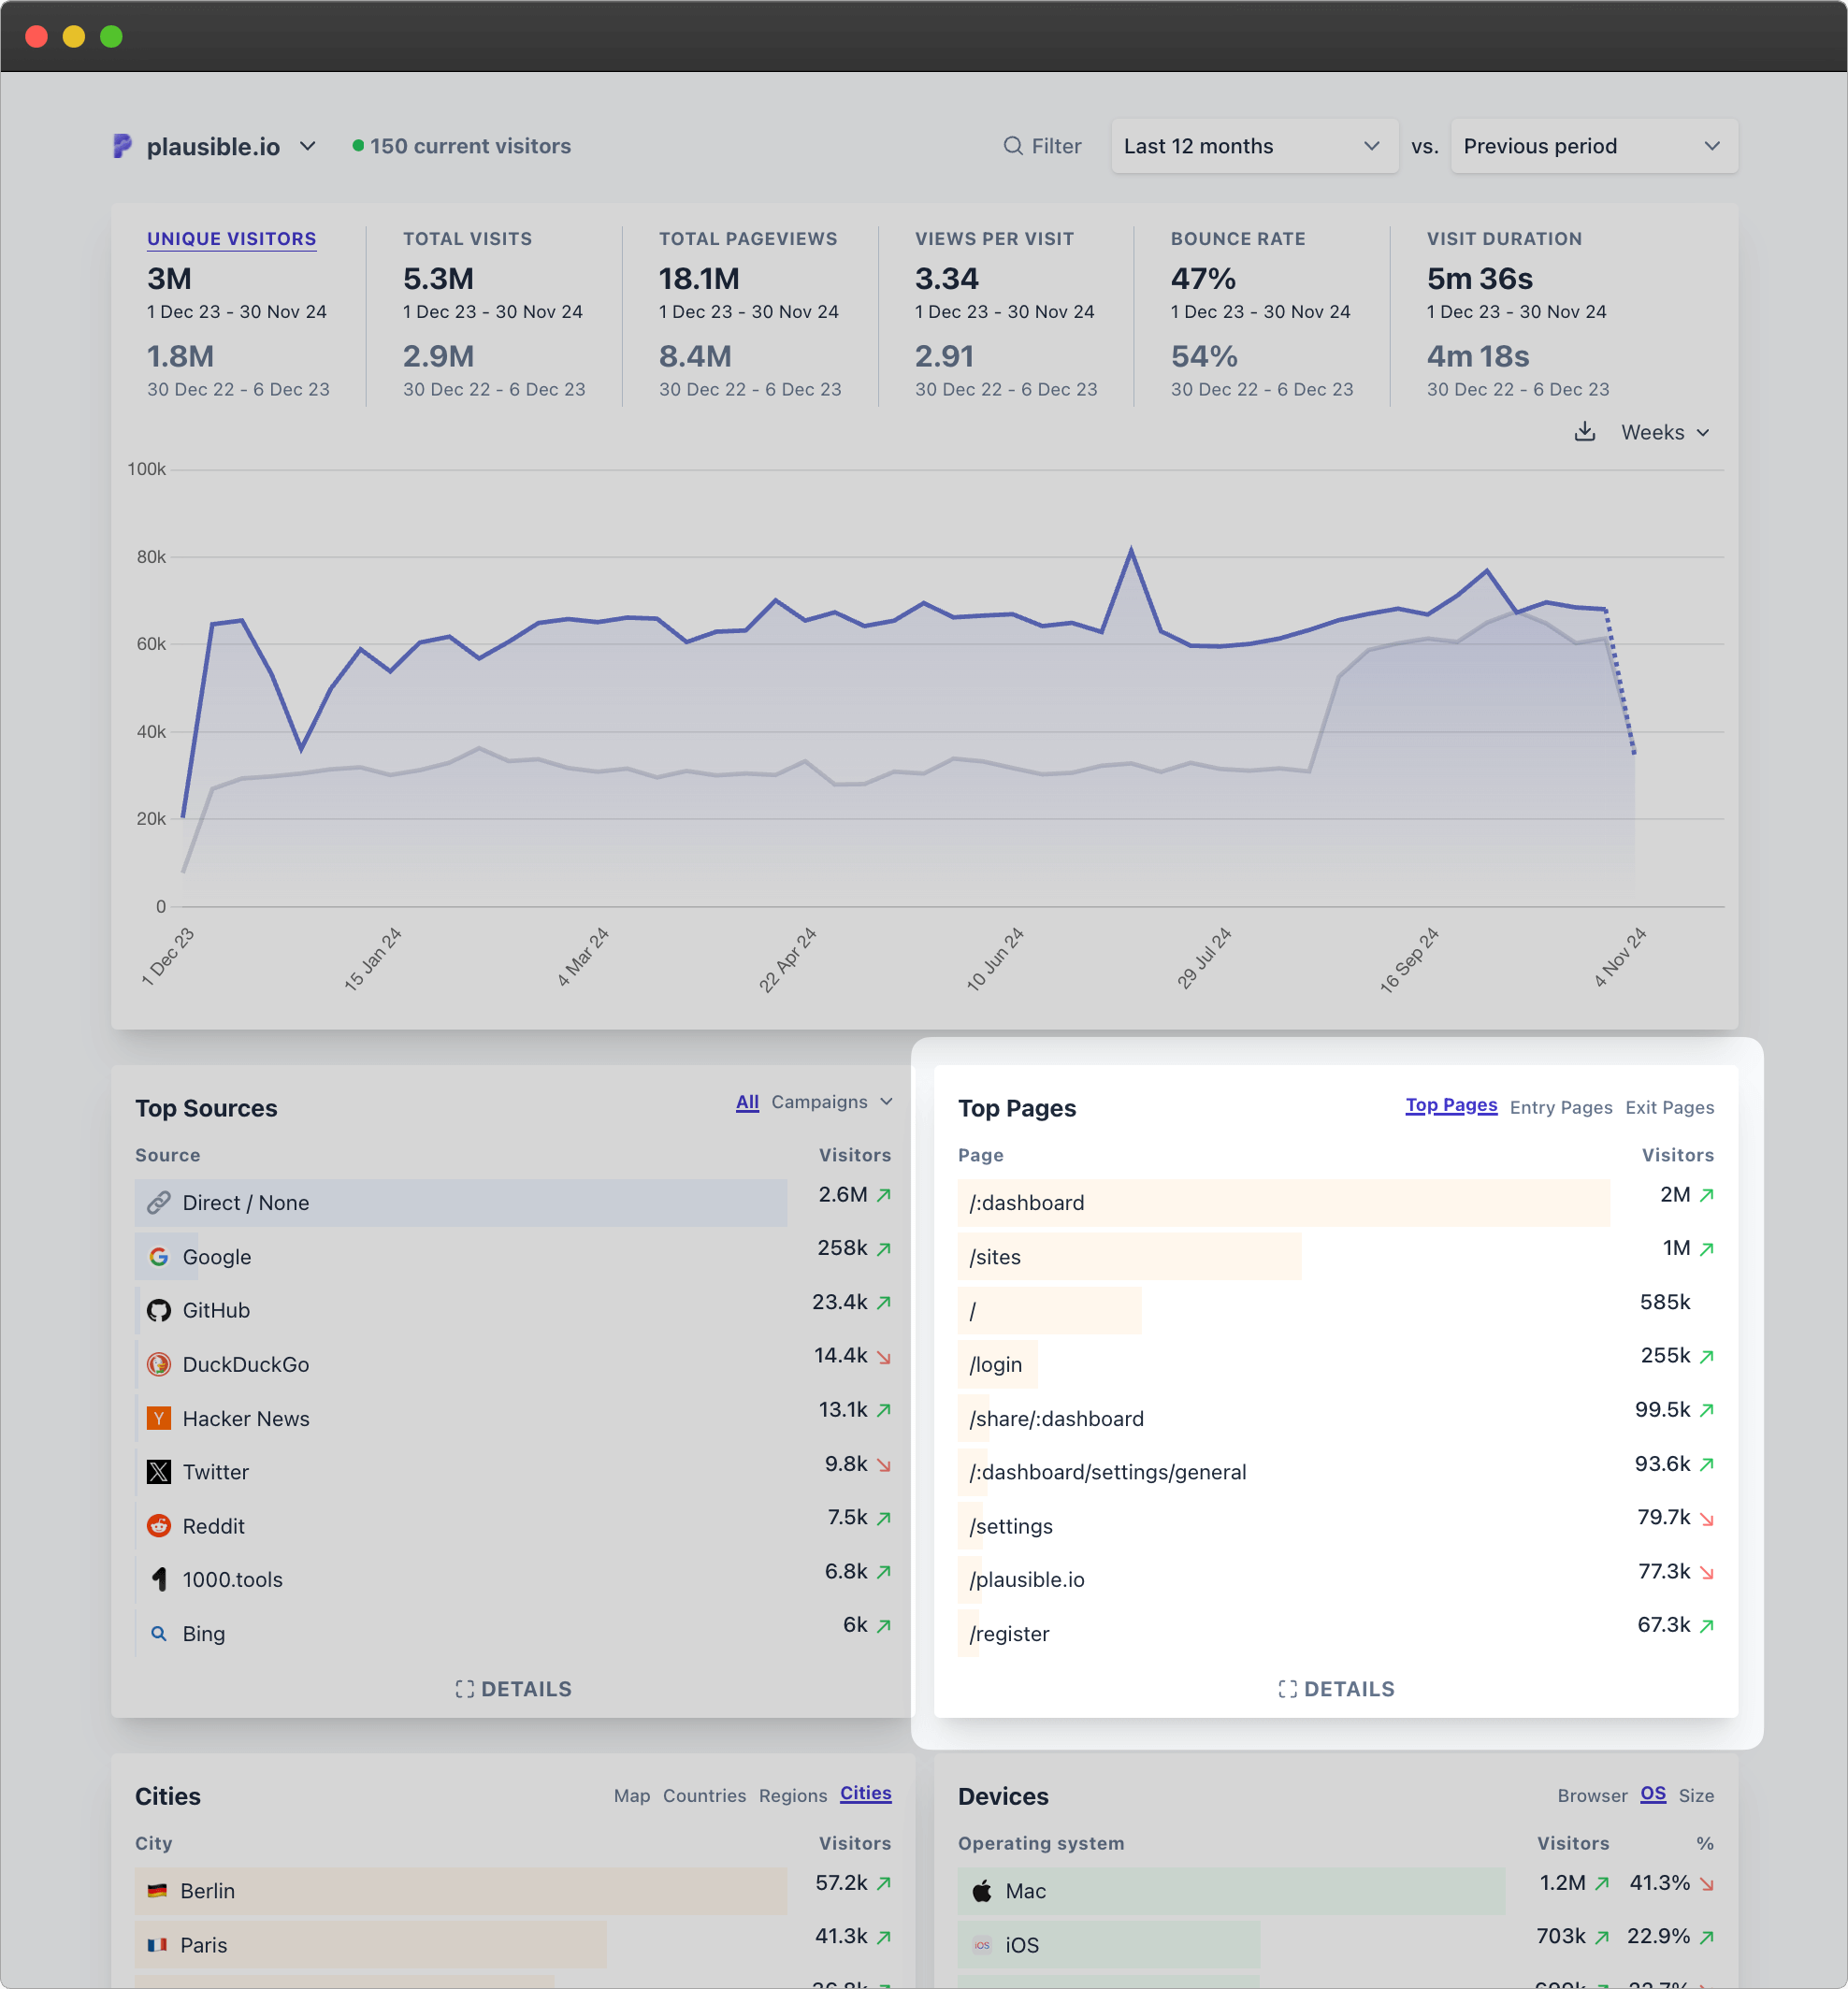 plausible.io
150 current visitors
Filter
Last 12 months
vs.
Previous period
UNIQUE VISITORS
3M
1 Dec 23 - 30 Nov 24
1.8M
30 Dec 22 - 6 Dec 23
TOTAL VISITS
5.3M
1 Dec 23 - 30 Nov 24
2.9M
30 Dec 22 - 6 Dec 23
TOTAL PAGEVIEWS
18.1M
1 Dec 23 - 30 Nov 24
8.4M
30 Dec 22 - 6 Dec 23
VIEWS PER VISIT
3.34
1 Dec 23 - 30 Nov 24
2.91
30 Dec 22 - 6 Dec 23
BOUNCE RATE
47%
1 Dec 23 - 30 Nov 24
54%
30 Dec 22 - 6 Dec 23
VISIT DURATION
5m 36s
1 Dec 23 - 30 Nov 24
4m 18s
30 Dec 22 - 6 Dec 23
Weeks
100k
80k
60k
40k
20k
0
1 Dec 23
15 Jan 24
4 Mar 24
22 Apr 24
10 Jun 24
29 Jul 24
16 Sep 24
4 Nov 24
Top Sources
All Campaigns
Source Visitors
Direct / None 2.6M
Google 258k
GitHub 23.4k
DuckDuckGo 14.4k
Y Hacker News 13.1k
Twitter 9.8k
Reddit 7.5k
1000.tools 6.8k
Bing 6k
DETAILS
Top Pages
Top Pages Entry Pages Exit Pages
Page Visitors
/:dashboard 2M
/sites 1M
/ 585k
/login 255k
/share/:dashboard 99.5k
/:dashboard/settings/general 93.6k
/settings 79.7k
/plausible.io 77.3k
/register 67.3k
DETAILS
Cities
Map Countries Regions Cities
City Visitors
Berlin 57.2k
Paris 41.3k
Devices
Browser OS Size
Operating system Visitors %
Mac 1.2M 41.3%
iOS iOS 703k 22.9%